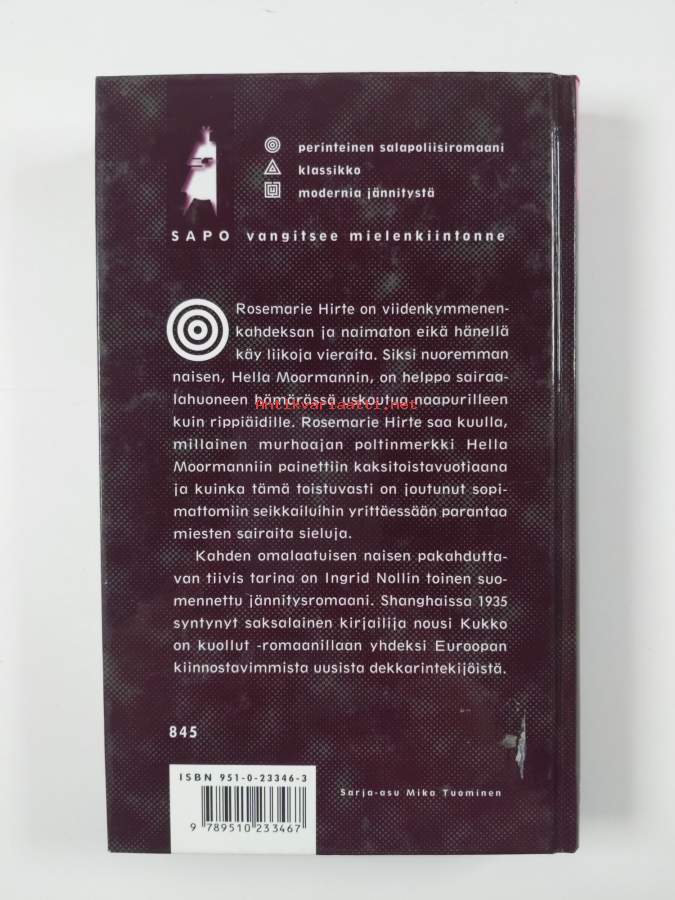 perinteinen salapoliisiromaani
klassikko
modernia jännitystä
SAPO vangitsee mielenkiintonne
Rosemarie Hirte on viidenkymmenen-
kahdeksan ja naimaton eikä hänellä
käy liikoja vieraita. Siksi nuoremman
naisen, Hella Moormannin, on helppo sairaa-
lahuoneen hämärässä uskoutua naapurilleen
Antikvariaatti.net
kuin rippiäidille. Rosemarie Hirte saa kuulla,
millainen murhaajan poltinmerkki Hella
Moormanniin painettiin kaksitoistavuotiaana
ja kuinka tämä toistuvasti on joutunut sopi-
mattomiin seikkailuihin yrittäessään parantaa
miesten sairaita sieluja.
Kahden omalaatuisen naisen pakahdutta-
van tiivis tarina on Ingrid Nollin toinen suo-
mennettu jännitysromaani. Shanghaissa 1935
syntynyt saksalainen kirjailija nousi Kukko
on kuollut -romaanillaan yhdeksi Euroopan
kiinnostavimmista uusista dekkarintekijöistä.
845
ISBN 951-0-23346-3
9 789510 233467
Sarja-asu Mika Tuominen